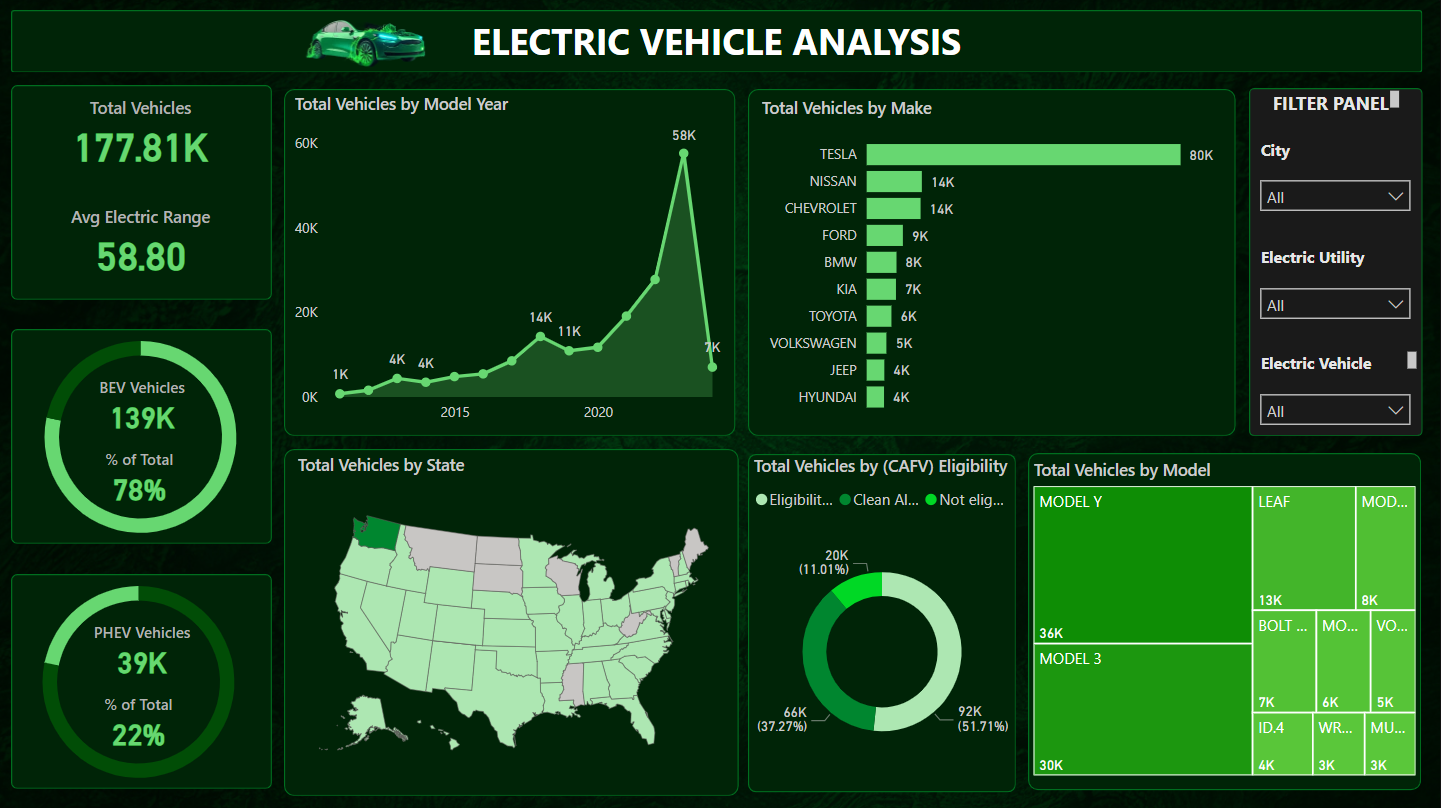 ELECTRIC VEHICLE ANALYSIS
Total Vehicles
177.81K
Avg Electric Range
58.80
BEV Vehicles
139K
% of Total
78%
PHEV Vehicles
39K
% of Total
22%
Total Vehicles by Model Year
60K
40K
20K
0K
1K
4K
4K
14K
11K
58K
7K
2015
2020
Total Vehicles by Make
TESLA 80K
NISSAN 14K
CHEVROLET 14K
FORD 9K
BMW 8K
KIA 7K
TOYOTA 6K
VOLKSWAGEN 5K
JEEP 4K
HYUNDAI 4K
FILTER PANEL
City
All
Electric Utility
All
Electric Vehicle
All
Total Vehicles by State
Total Vehicles by (CAFV) Eligibility
Eligibilit... Clean Al... Not elig...
20K
(11.01%)
66K
(37.27%)
92K
(51.71%)
Total Vehicles by Model
MODEL Y
36K
MODEL 3
30K
LEAF
13K
MOD...
8K
BOLT ...
7K
MO...
6K
VO...
5K
ID.4
4K
WR...
3K
MU...
3K